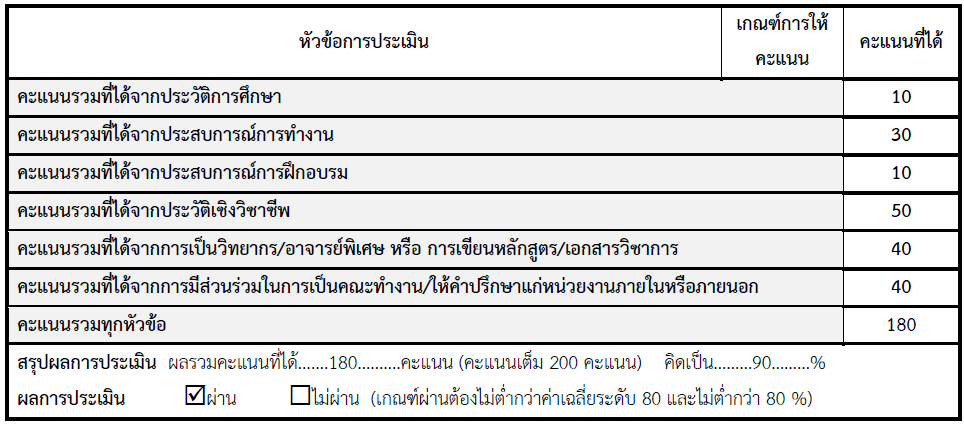 หัวข้อการประเมิน เกณฑ์การให้คะแนน คะแนนที่ได้
คะแนนรวมที่ได้จากประวัติการศึกษา 10
คะแนนรวมที่ได้จากประสบการณ์การทำงาน 30
คะแนนรวมที่ได้จากประสบการณ์การฝึกอบรม 10
คะแนนรวมที่ได้จากประวัติเชิงวิชาชีพ 50
คะแนนรวมที่ได้จากการเป็นวิทยากร/อาจารย์พิเศษ หรือ การเขียนหลักสูตร/เอกสารวิชาการ 40
คะแนนรวมที่ได้จากการมีส่วนร่วมในการเป็นคณะทำงาน/ให้คำปรึกษาแก่หน่วยงานภายในหรือภายนอก 40
คะแนนรวมทุกหัวข้อ 180
สรุปผลการประเมิน ผลรวมคะแนนที่ได้.......180..........คะแนน (คะแนนเต็ม 200 คะแนน) คิดเป็น.........90.........%
ผลการประเมิน ☑ผ่าน ☐ไม่ผ่าน (เกณฑ์ผ่านต้องไม่ต่ำกว่าค่าเฉลี่ยระดับ 80 และไม่ต่ำกว่า 80 %)